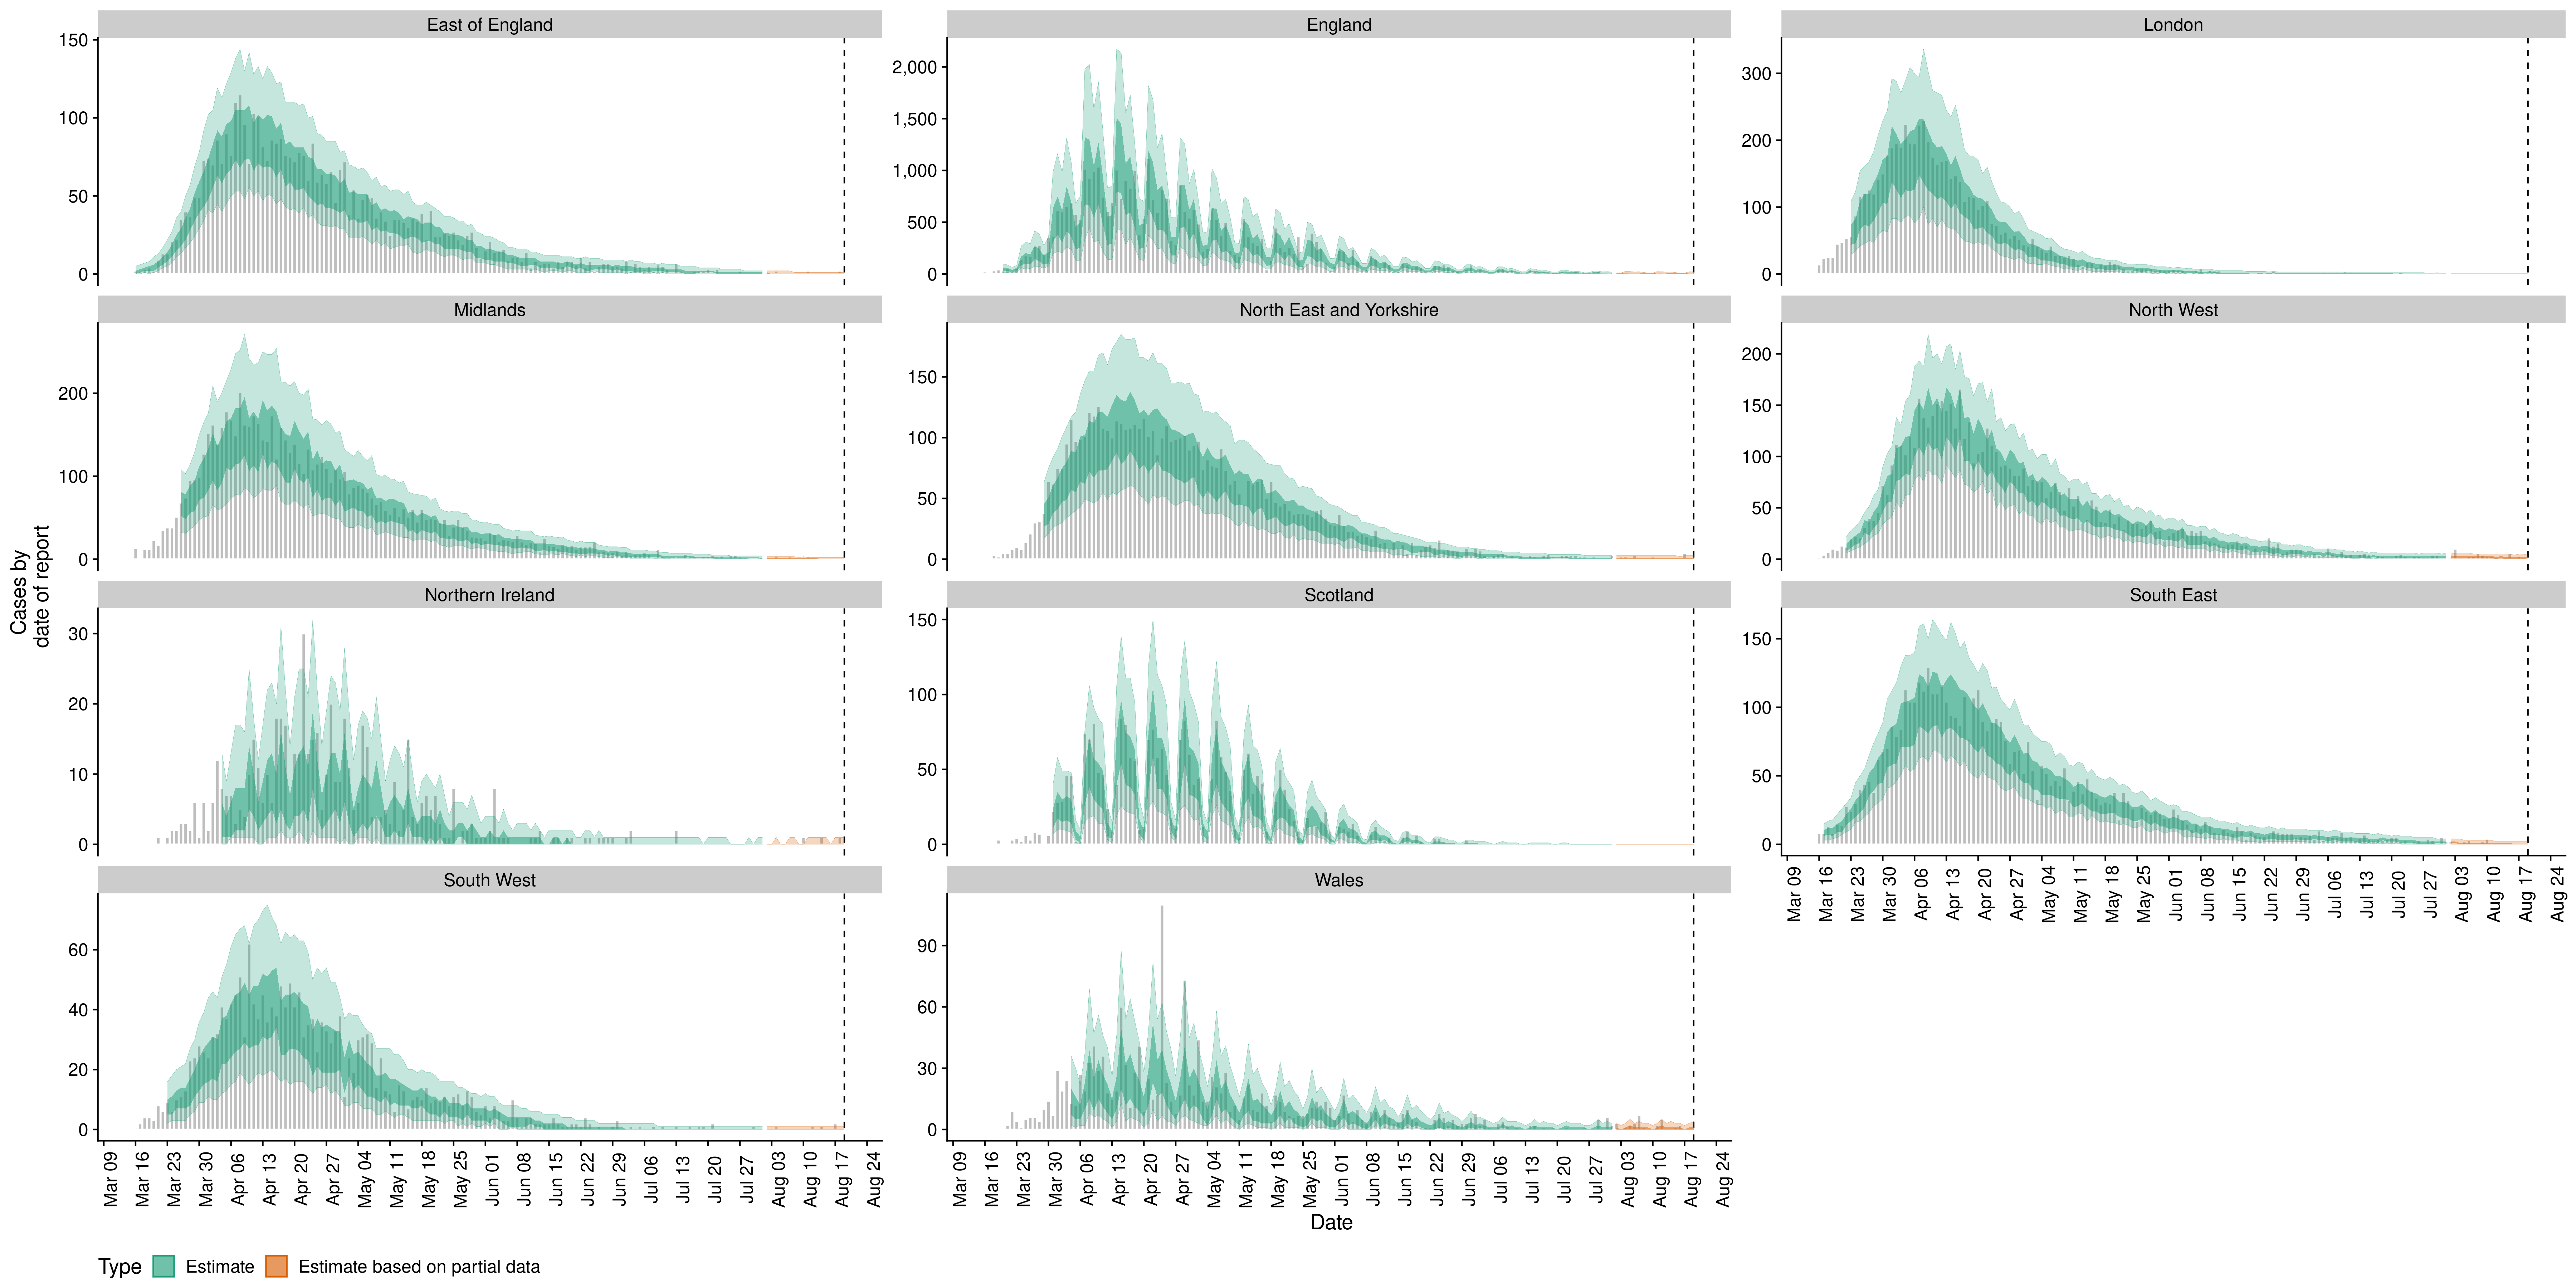 East of England
England
London
150
100
50
0
2,000
1,500
1,000
500
0
300
200
100
0
Midlands
North East and Yorkshire
North West
200
100
0
150
100
50
0
200
150
100
50
0
Northern Ireland
Scotland
South East
30
20
10
0
150
100
50
0
150
100
50
0
South West
Wales
60
40
20
0
90
60
30
0
Cases by
date of report
Mar 09 Mar 16 Mar 23 Mar 30 Apr 06 Apr 13 Apr 20 Apr 27 May 04 May 11 May 18 May 25 Jun 01 Jun 08 Jun 15 Jun 22 Jun 29 Jul 06 Jul 13 Jul 20 Jul 27 Aug 03 Aug 10 Aug 17 Aug 24
Mar 09 Mar 16 Mar 23 Mar 30 Apr 06 Apr 13 Apr 20 Apr 27 May 04 May 11 May 18 May 25 Jun 01 Jun 08 Jun 15 Jun 22 Jun 29 Jul 06 Jul 13 Jul 20 Jul 27 Aug 03 Aug 10 Aug 17 Aug 24
Mar 09 Mar 16 Mar 23 Mar 30 Apr 06 Apr 13 Apr 20 Apr 27 May 04 May 11 May 18 May 25 Jun 01 Jun 08 Jun 15 Jun 22 Jun 29 Jul 06 Jul 13 Jul 20 Jul 27 Aug 03 Aug 10 Aug 17 Aug 24
Date
Type Estimate Estimate based on partial data